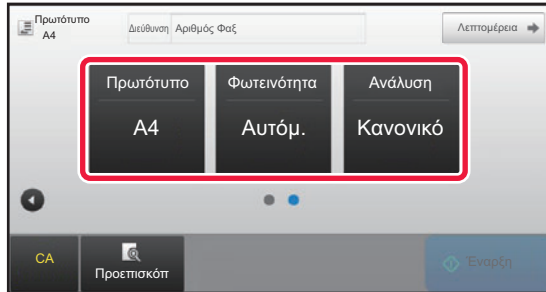 Πρωτότυπο
A4
Διεύθυνση Αριθμός Φαξ
Λεπτομέρεια
Πρωτότυπο Φωτεινότητα Ανάλυση
A4 Αυτόμ. Κανονικό
CA
Προεπισκόπ
Έναρξη